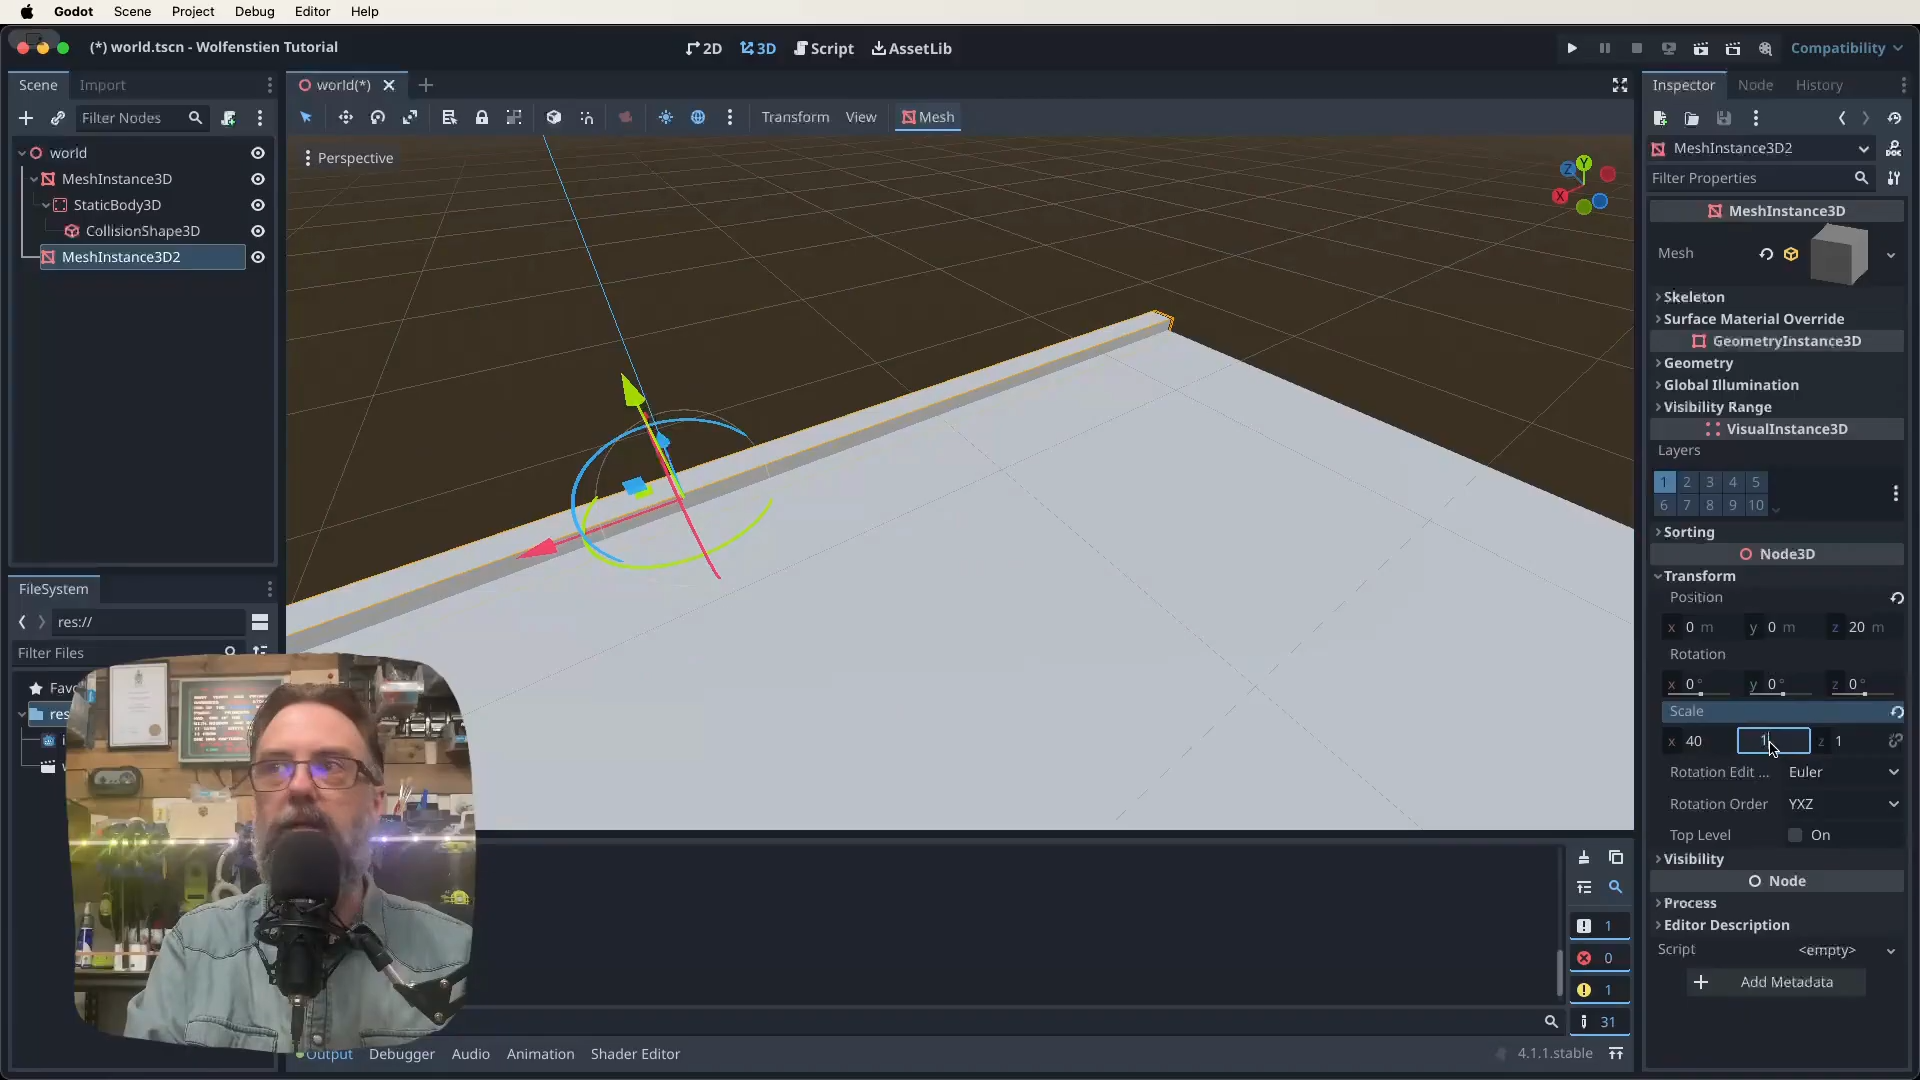 Godot Scene Project Debug Editor Help
(*) world.tscn - Wolfenstien Tutorial
2D 3D Script AssetLib
Compatibility
Scene Import
world(*)
Inspector Node History
Filter Nodes
Transform View Mesh
world
MeshInstance3D
StaticBody3D
CollisionShape3D
MeshInstance3D2
Perspective
Y
Z
X
MeshInstance3D2
Filter Properties
MeshInstance3D
Mesh
Skeleton
Surface Material Override
GeometryInstance3D
Geometry
Global Illumination
Visibility Range
VisualInstance3D
Layers
1 2 3 4 5
6 7 8 9 10
Sorting
Node3D
Transform
Position
x 0 m y 0 m z 20 m
Rotation
x 0 ° y 0 ° z 0 °
Scale
x 40 1 z 1
Rotation Edit ... Euler
Rotation Order YXZ
Top Level On
Visibility
Node
Process
Editor Description
Script <empty>
Add Metadata
FileSystem
res://
Filter Files
Favo
res
i
1
0
1
31
Output Debugger Audio Animation Shader Editor
4.1.1.stable